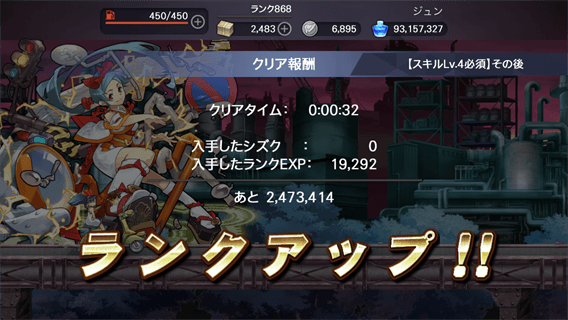 ランク868
ジュン
450/450
2,483
6,895
93,157,327
クリア報酬
【スキルLv.4必須】その後
クリアタイム： 0:00:32
入手したシズク ： 0
入手したランクEXP： 19,292
あと 2,473,414
ランクアップ!!